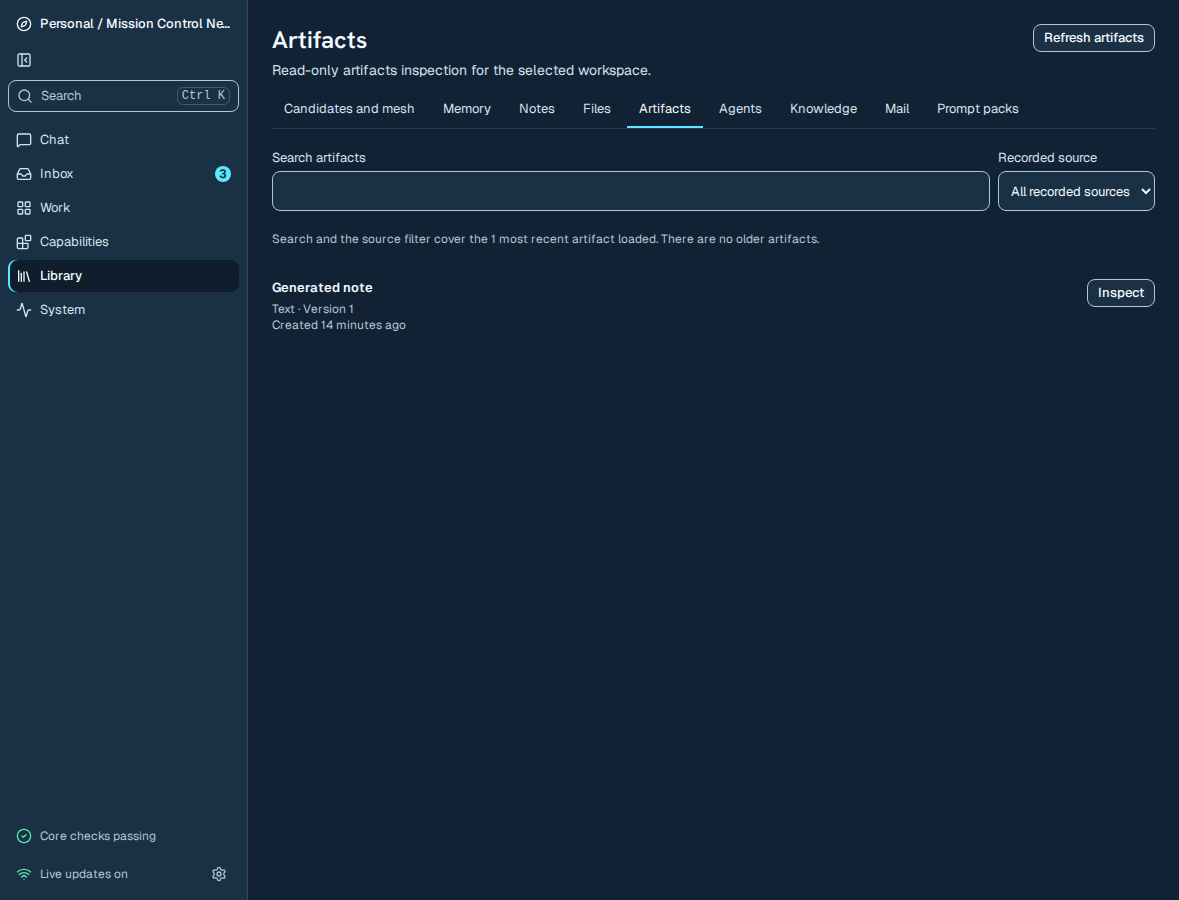 Personal / Mission Control Ne...
Search Ctrl K
Chat
Inbox 3
Work
Capabilities
Library
System
Core checks passing
Live updates on
Artifacts
Refresh artifacts
Read-only artifacts inspection for the selected workspace.
Candidates and mesh Memory Notes Files Artifacts Agents Knowledge Mail Prompt packs
Search artifacts Recorded source
All recorded sources
Search and the source filter cover the 1 most recent artifact loaded. There are no older artifacts.
Generated note
Inspect
Text · Version 1
Created 14 minutes ago